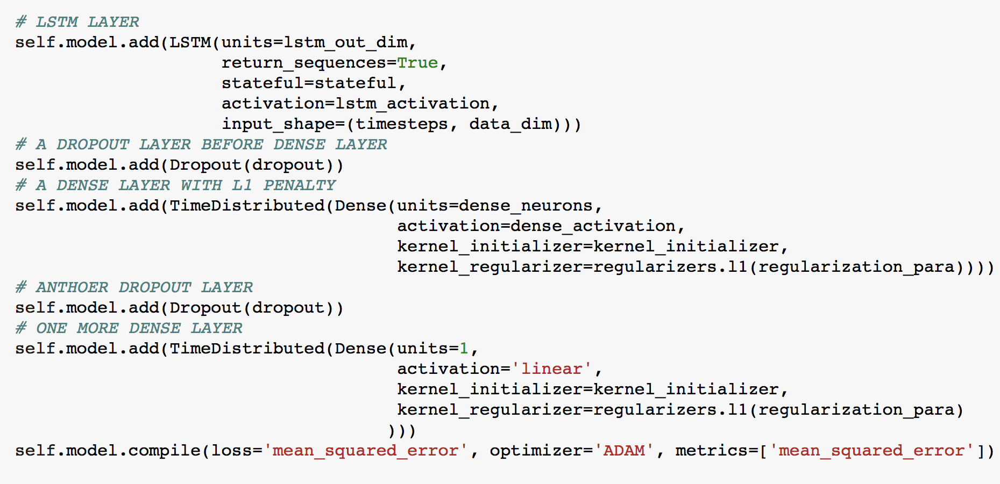 # LSTM LAYER
self.model.add(LSTM(units=lstm_out_dim,
                    return_sequences=True,
                    stateful=stateful,
                    activation=lstm_activation,
                    input_shape=(timesteps, data_dim)))
# A DROPOUT LAYER BEFORE DENSE LAYER
self.model.add(Dropout(dropout))
# A DENSE LAYER WITH L1 PENALTY
self.model.add(TimeDistributed(Dense(units=dense_neurons,
                                     activation=dense_activation,
                                     kernel_initializer=kernel_initializer,
                                     kernel_regularizer=regularizers.l1(regularization_para))))
# ANTHOER DROPOUT LAYER
self.model.add(Dropout(dropout))
# ONE MORE DENSE LAYER
self.model.add(TimeDistributed(Dense(units=1,
                                     activation='linear',
                                     kernel_initializer=kernel_initializer,
                                     kernel_regularizer=regularizers.l1(regularization_para)
                                    )))
self.model.compile(loss='mean_squared_error', optimizer='ADAM', metrics=['mean_squared_error'])